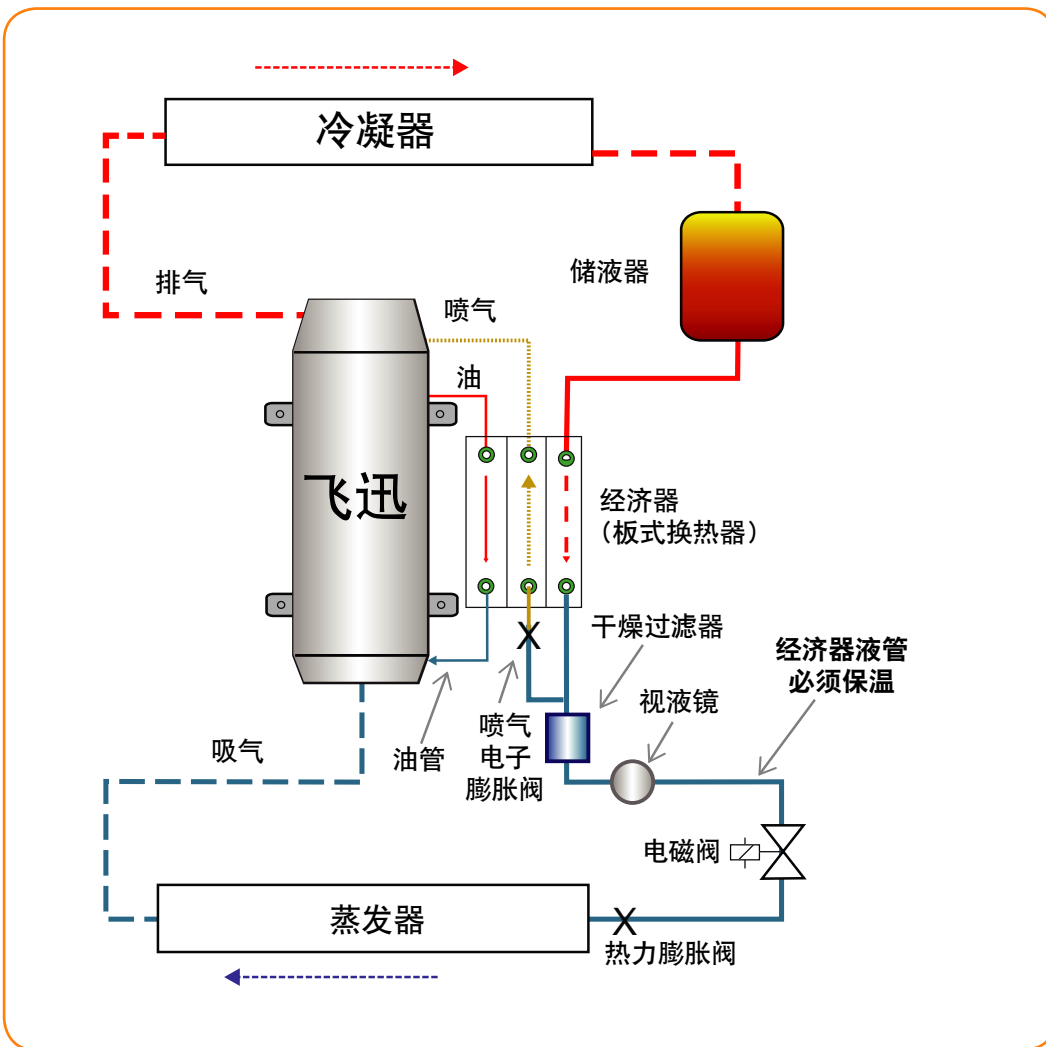 冷凝器
排气
喷气
储液器
油
飞迅
经济器
（板式换热器）
干燥过滤器
经济器液管
必须保温
视液镜
喷气
电子
膨胀阀
油管
吸气
电磁阀
蒸发器
热力膨胀阀